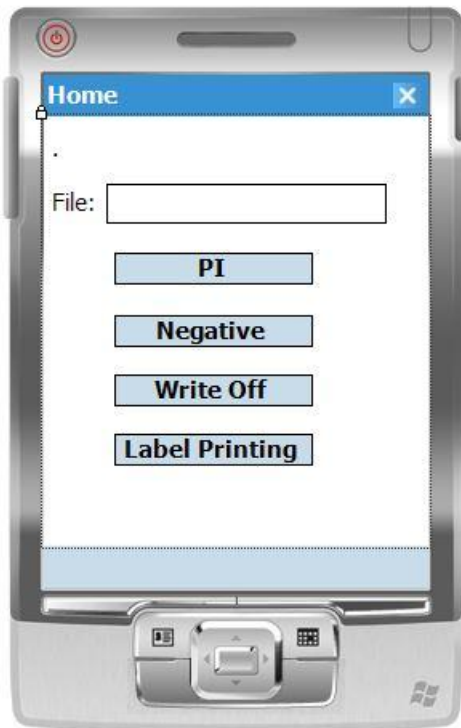 Home
.
File:
PI
Negative
Write Off
Label Printing